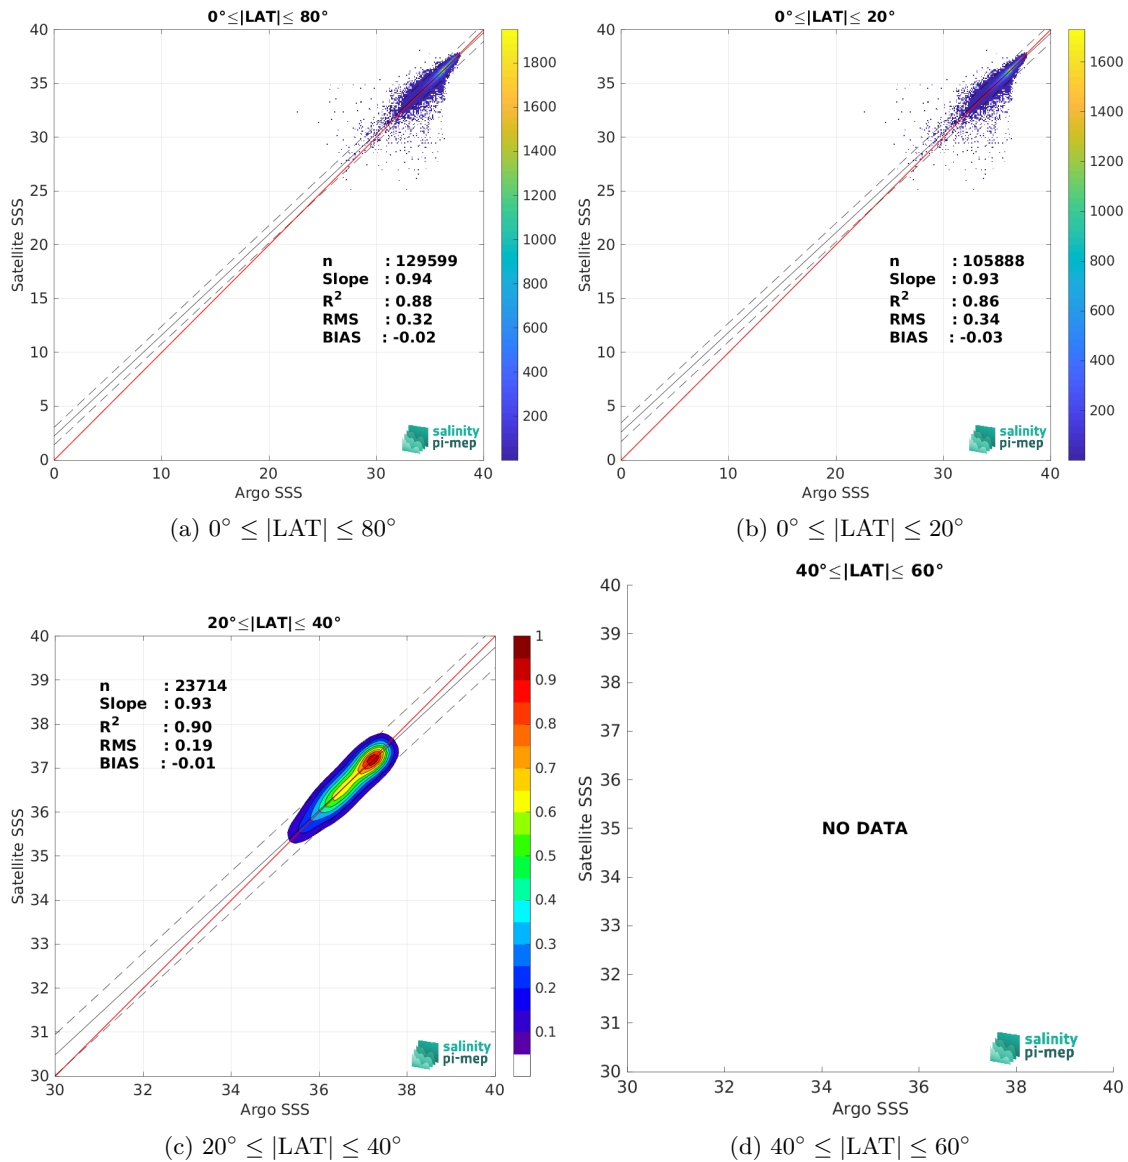 0°≤|LAT|≤ 80°
40
35
30
25
20
15
10
5
0
0
10
20
30
40
Satellite SSS
Argo SSS
n : 129599
Slope : 0.94
R² : 0.88
RMS : 0.32
BIAS : -0.02
salinity
pi-mep
1800
1600
1400
1200
1000
800
600
400
200
(a) 0° ≤ |LAT| ≤ 80°
0°≤|LAT|≤ 20°
40
35
30
25
20
15
10
5
0
0
10
20
30
40
Satellite SSS
Argo SSS
n : 105888
Slope : 0.93
R² : 0.86
RMS : 0.34
BIAS : -0.03
salinity
pi-mep
1600
1400
1200
1000
800
600
400
200
(b) 0° ≤ |LAT| ≤ 20°
20°≤|LAT|≤ 40°
40
39
38
37
36
35
34
33
32
31
30
30
32
34
36
38
40
Satellite SSS
Argo SSS
n : 23714
Slope : 0.93
R² : 0.90
RMS : 0.19
BIAS : -0.01
salinity
pi-mep
1
0.9
0.8
0.7
0.6
0.5
0.4
0.3
0.2
0.1
(c) 20° ≤ |LAT| ≤ 40°
40°≤|LAT|≤ 60°
40
39
38
37
36
35
34
33
32
31
30
30
32
34
36
38
40
Satellite SSS
Argo SSS
NO DATA
salinity
pi-mep
(d) 40° ≤ |LAT| ≤ 60°